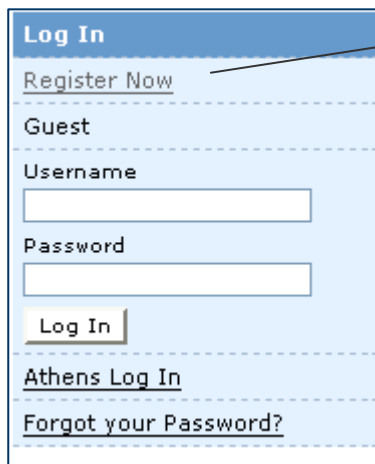 Log In
Register Now
Guest
Username
Password
Log In
Athens Log In
Forgot your Password?